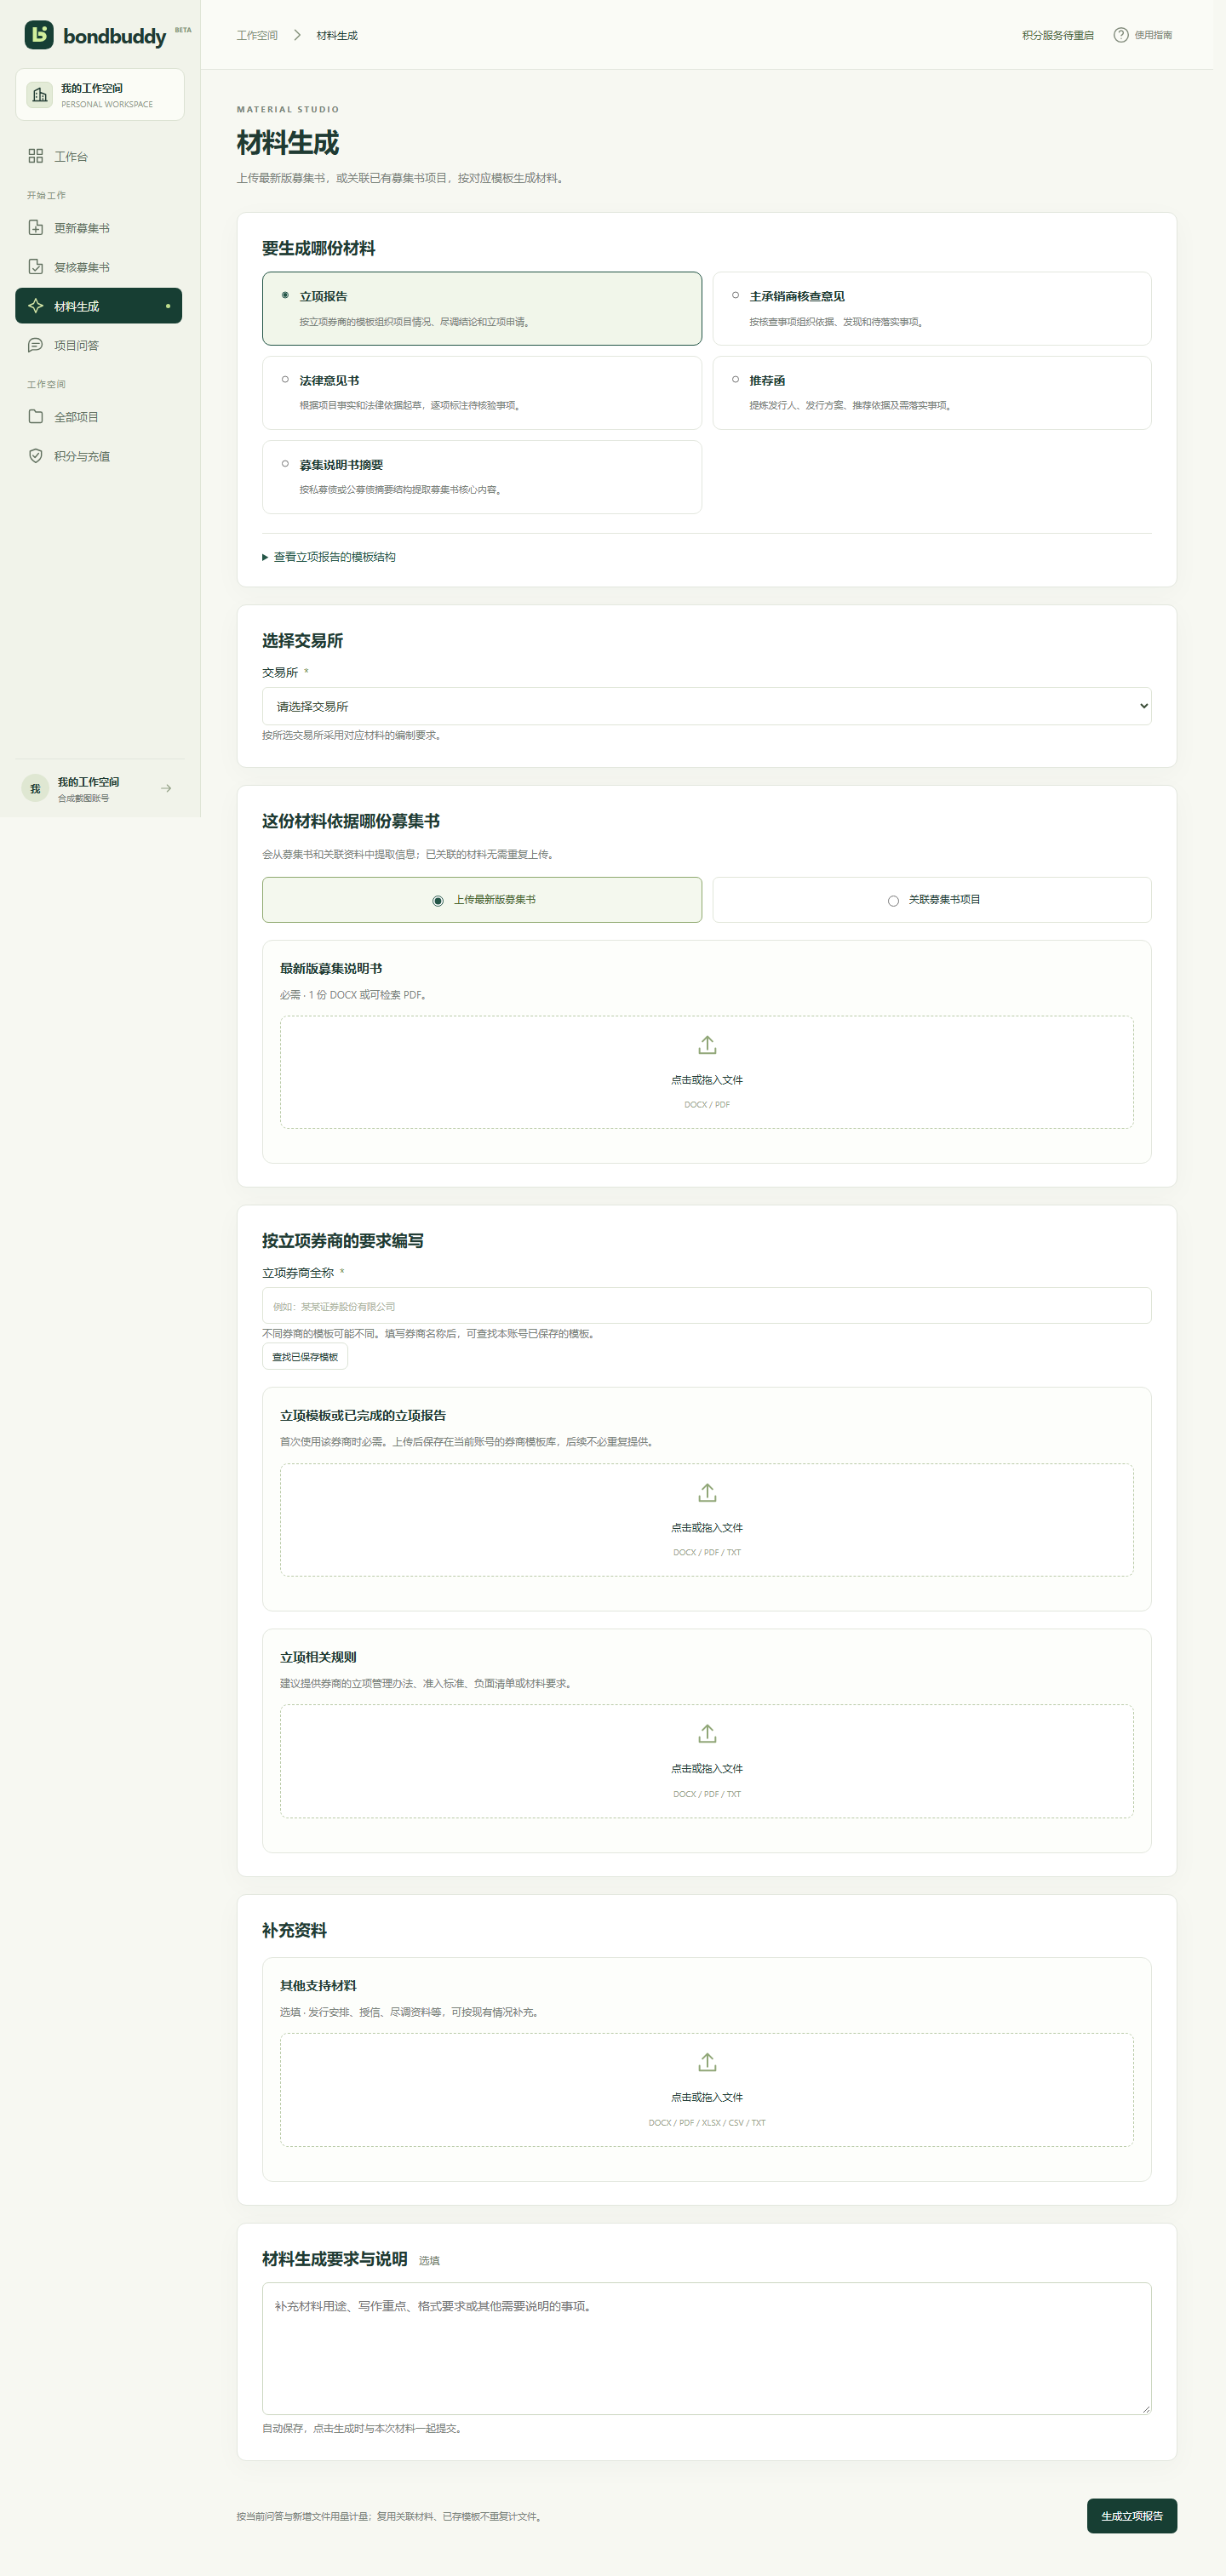 bondbuddy BETA
我的工作空间
PERSONAL WORKSPACE
工作台
开始工作
更新募集书
复核募集书
材料生成
项目问答
工作空间
全部项目
积分与充值
我 我的工作空间
合成截图账号
工作空间 材料生成
积分服务待重启 使用指南
MATERIAL STUDIO
材料生成
上传最新版募集书，或关联已有募集书项目，按对应模板生成材料。
要生成哪份材料
立项报告
按立项券商的模板组织项目情况、尽调结论和立项申请。
主承销商核查意见
按核查事项组织依据、发现和待落实事项。
法律意见书
根据项目事实和法律依据起草，逐项标注待核验事项。
推荐函
提炼发行人、发行方案、推荐依据及需落实事项。
募集说明书摘要
按私募债或公募债摘要结构提取募集书核心内容。
查看立项报告的模板结构
选择交易所
交易所 *
请选择交易所
按所选交易所采用对应材料的编制要求。
这份材料依据哪份募集书
会从募集书和关联资料中提取信息；已关联的材料无需重复上传。
上传最新版募集书
关联募集书项目
最新版募集说明书
必需 · 1 份 DOCX 或可检索 PDF。
点击或拖入文件
DOCX / PDF
按立项券商的要求编写
立项券商全称 *
例如：某某证券股份有限公司
不同券商的模板可能不同。填写券商名称后，可查找本账号已保存的模板。
查找已保存模板
立项模板或已完成的立项报告
首次使用该券商时必需。上传后保存在当前账号的券商模板库，后续不必重复提供。
点击或拖入文件
DOCX / PDF / TXT
立项相关规则
建议提供券商的立项管理办法、准入标准、负面清单或材料要求。
点击或拖入文件
DOCX / PDF / TXT
补充资料
其他支持材料
选填 · 发行安排、授信、尽调资料等，可按现有情况补充。
点击或拖入文件
DOCX / PDF / XLSX / CSV / TXT
材料生成要求与说明 选填
补充材料用途、写作重点、格式要求或其他需要说明的事项。
自动保存，点击生成时与本次材料一起提交。
按当前问答与新增文件用量计量；复用关联材料、已存模板不重复计文件。
生成立项报告